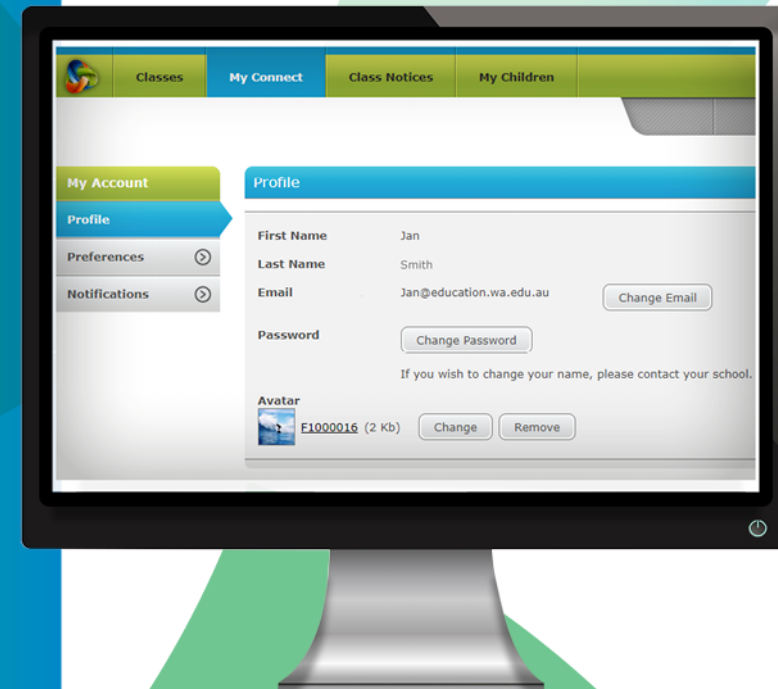 Classes My Connect Class Notices My Children
My Account
Profile
Preferences
Notifications
Profile
First Name Jan
Last Name Smith
Email Jan@education.wa.edu.au Change Email
Password Change Password
If you wish to change your name, please contact your school.
Avatar
F1000016 (2 Kb) Change Remove